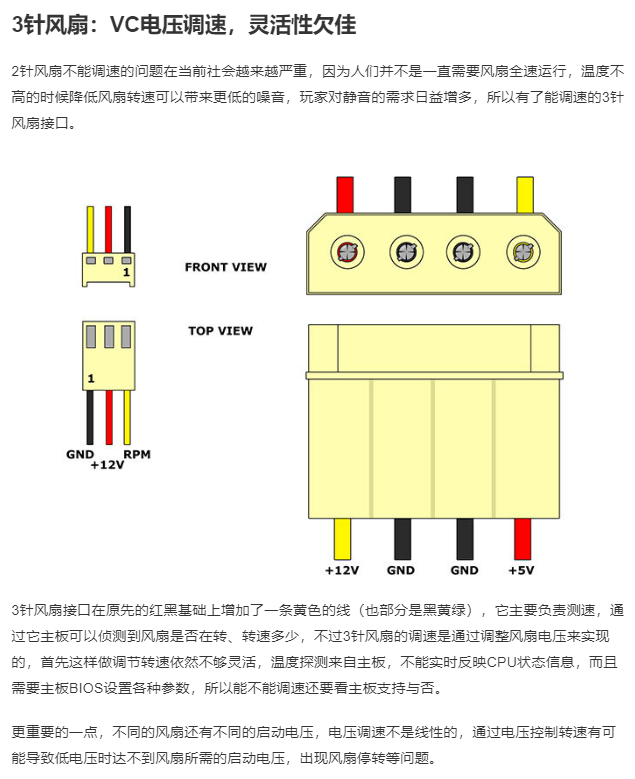 3针风扇：VC电压调速，灵活性欠佳
2针风扇不能调速的问题在当前社会越来越严重，因为人们并不是一直需要风扇全速运行，温度不
高的时候降低风扇转速可以带来更低的噪音，玩家对静音的需求日益增多，所以有了能调速的3针
风扇接口。
1
FRONT VIEW
TOP VIEW
1
GND
RPM
+12V
+12V
GND
GND
+5V
3针风扇接口在原先的红黑基础上增加了一条黄色的线（也部分是黑黄绿），它主要负责测速，通
过它主板可以侦测到风扇是否在转、转速多少，不过3针风扇的调速是通过调整风扇电压来实现
的，首先这样做调节转速依然不够灵活，温度探测来自主板，不能实时反映CPU状态信息，而且
需要主板BIOS设置各种参数，所以能不能调速还要看主板支持与否。
更重要的一点，不同的风扇还有不同的启动电压，电压调速不是线性的，通过电压控制转速有可
能导致低电压时达不到风扇所需的启动电压，出现风扇停转等问题。